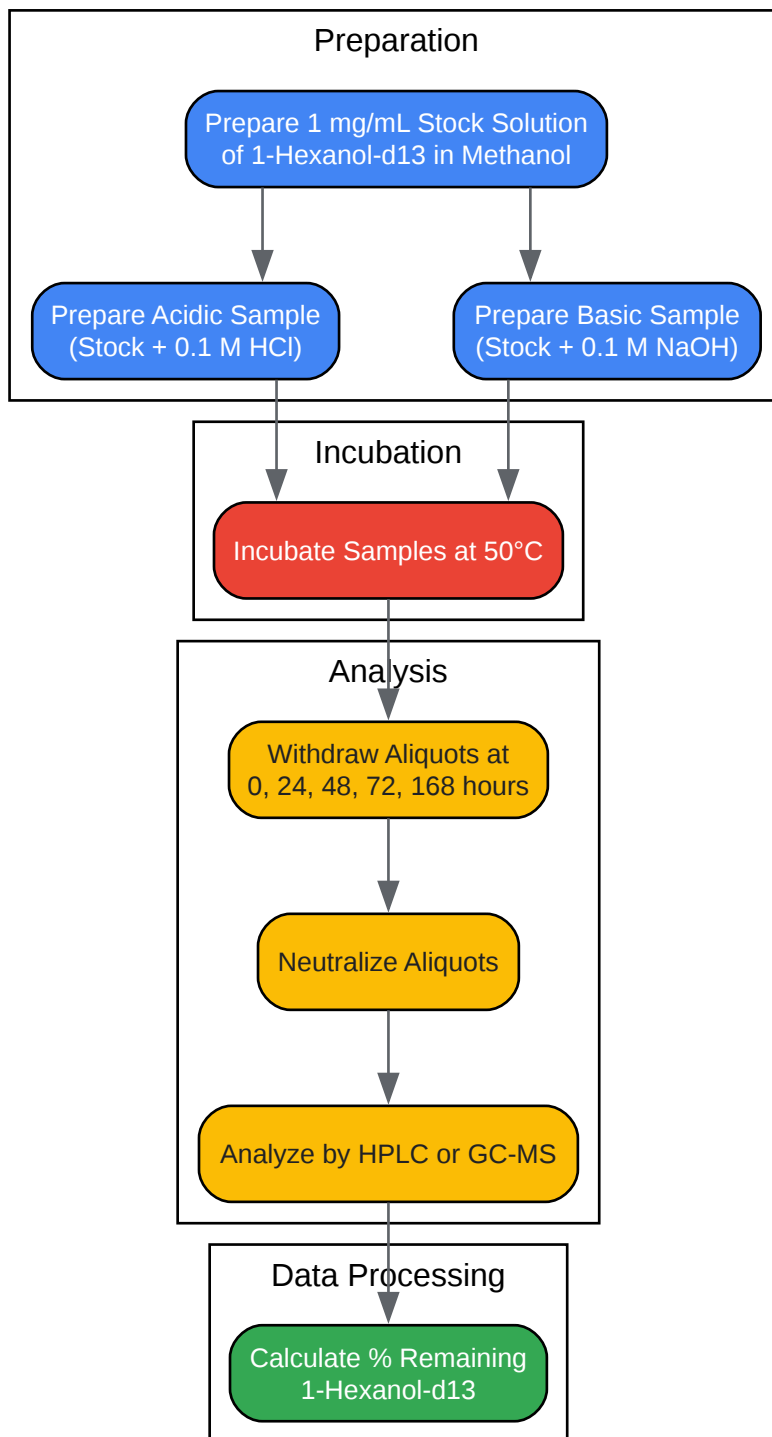 Preparation
Prepare 1 mg/mL Stock Solution
of 1-Hexanol-d13 in Methanol
Prepare Acidic Sample
(Stock + 0.1 M HCl)
Prepare Basic Sample
(Stock + 0.1 M NaOH)
Incubation
Incubate Samples at 50°C
Analysis
Withdraw Aliquots at
0, 24, 48, 72, 168 hours
Neutralize Aliquots
Analyze by HPLC or GC-MS
Data Processing
Calculate % Remaining
1-Hexanol-d13